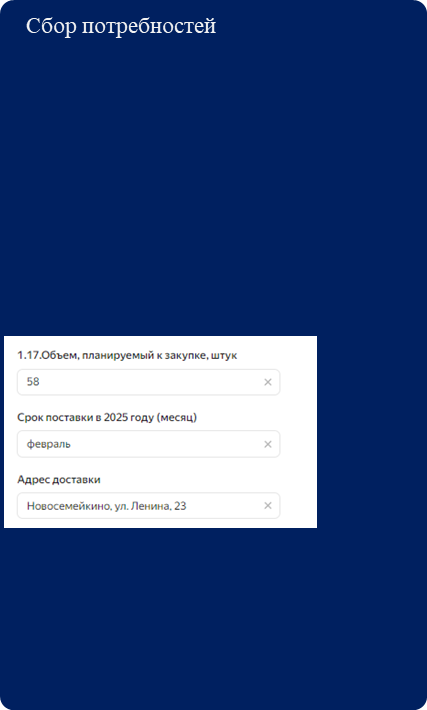 Сбор потребностей
1.17.Объем, планируемый к закупке, штук
58
Срок поставки в 2025 году (месяц)
февраль
Адрес доставки
Новосемейкино, ул. Ленина, 23